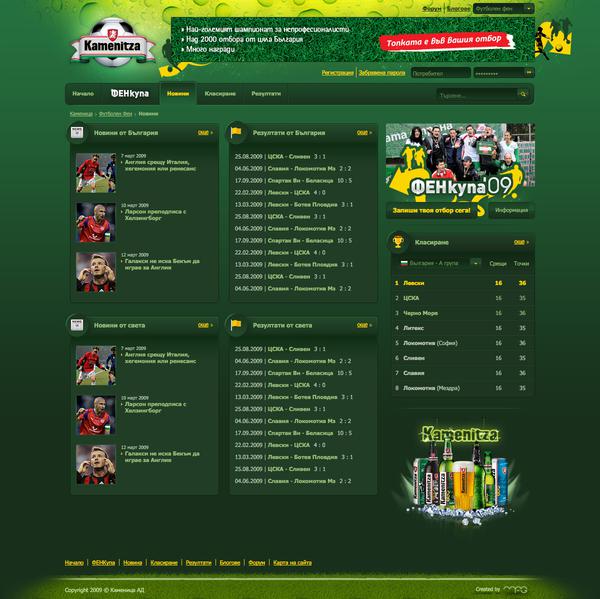 Форум Блогове Футболен фен
Kamenitza
Най-големият шампионат за непрофесионалисти
Над 2000 отбора от цяла България
Много награди
Топката е във Вашия отбор
Регистрация Забравена парола Потребител
Начало ФЕНкупа Новини Класиране Резултати Търсене...
Каменица Футболен Фен Новини
Новини от България още
7 март 2009
Англия срещу Италия,
хегемония или ренесанс
10 март 2009
Ларсон преподписа с
Хелзингборг
12 март 2009
Галакси не иска Бекъм да
играе за Англия
Резултати от България още
25.08.2009 | ЦСКА - Сливен 3 : 1
04.06.2009 | Славия - Локомотив Мз 2 : 2
17.09.2009 | Спартак Вн - Беласица 10 : 5
22.02.2009 | Левски - ЦСКА 4 : 0
13.03.2009 | Левски - Ботев Пловдив 3 : 1
25.08.2009 | ЦСКА - Сливен 3 : 1
04.06.2009 | Славия - Локомотив Мз 2 : 2
17.09.2009 | Спартак Вн - Беласица 10 : 5
22.02.2009 | Левски - ЦСКА 4 : 0
13.03.2009 | Левски - Ботев Пловдив 3 : 1
25.08.2009 | ЦСКА - Сливен 3 : 1
04.06.2009 | Славия - Локомотив Мз 2 : 2
ФЕНкупа 09
Запиши твоя отбор сега! Информация
Класиране още
България - А група Срещи Точки
1 Левски 16 36
2 ЦСКА 16 35
3 Черно Море 16 35
4 Литекс 16 35
5 Локомотив (София) 16 35
6 Сливен 16 35
7 Славия 16 35
8 Локомотив (Мездра) 16 35
Новини от света още
7 март 2009
Англия срещу Италия,
хегемония или ренесанс
10 март 2009
Ларсон преподписа с
Хелзингборг
12 март 2009
Галакси не иска Бекъм да
играе за Англия
Резултати от света още
25.08.2009 | ЦСКА - Сливен 3 : 1
04.06.2009 | Славия - Локомотив Мз 2 : 2
17.09.2009 | Спартак Вн - Беласица 10 : 5
22.02.2009 | Левски - ЦСКА 4 : 0
13.03.2009 | Левски - Ботев Пловдив 3 : 1
25.08.2009 | ЦСКА - Сливен 3 : 1
04.06.2009 | Славия - Локомотив Мз 2 : 2
17.09.2009 | Спартак Вн - Беласица 10 : 5
22.02.2009 | Левски - ЦСКА 4 : 0
13.03.2009 | Левски - Ботев Пловдив 3 : 1
25.08.2009 | ЦСКА - Сливен 3 : 1
04.06.2009 | Славия - Локомотив Мз 2 : 2
Kamenitza
Начало | ФЕНКупа | Новина | Класиране | Резултати | Блогове | Форум | Карта на сайта
Copyright 2009 © Каменица АД
Created by